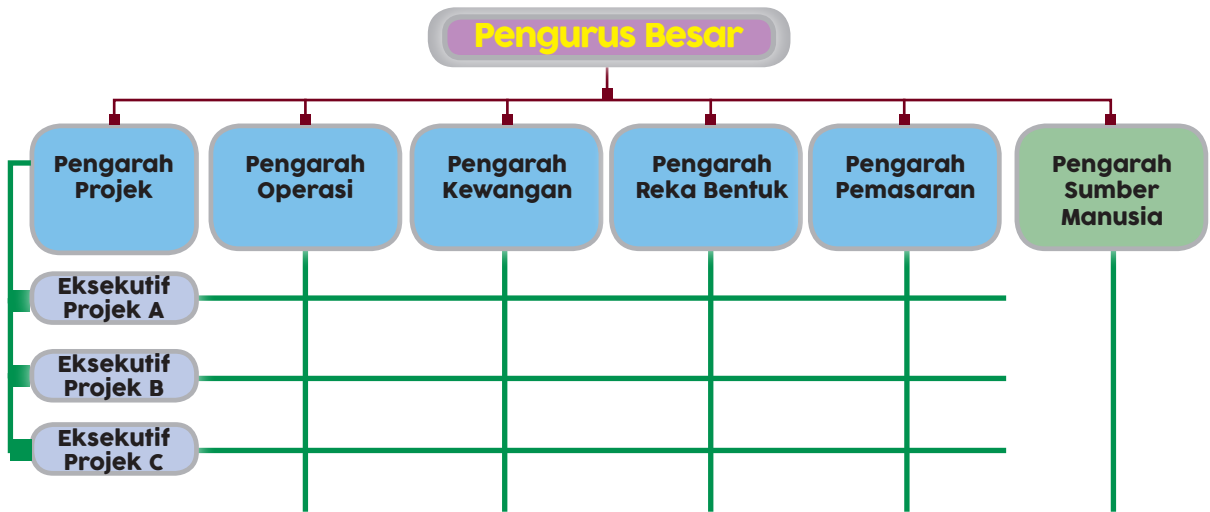 Pengurus Besar
Pengarah
Projek
Pengarah
Operasi
Pengarah
Kewangan
Pengarah
Reka Bentuk
Pengarah
Pemasaran
Pengarah
Sumber
Manusia
Eksekutif
Projek A
Eksekutif
Projek B
Eksekutif
Projek C